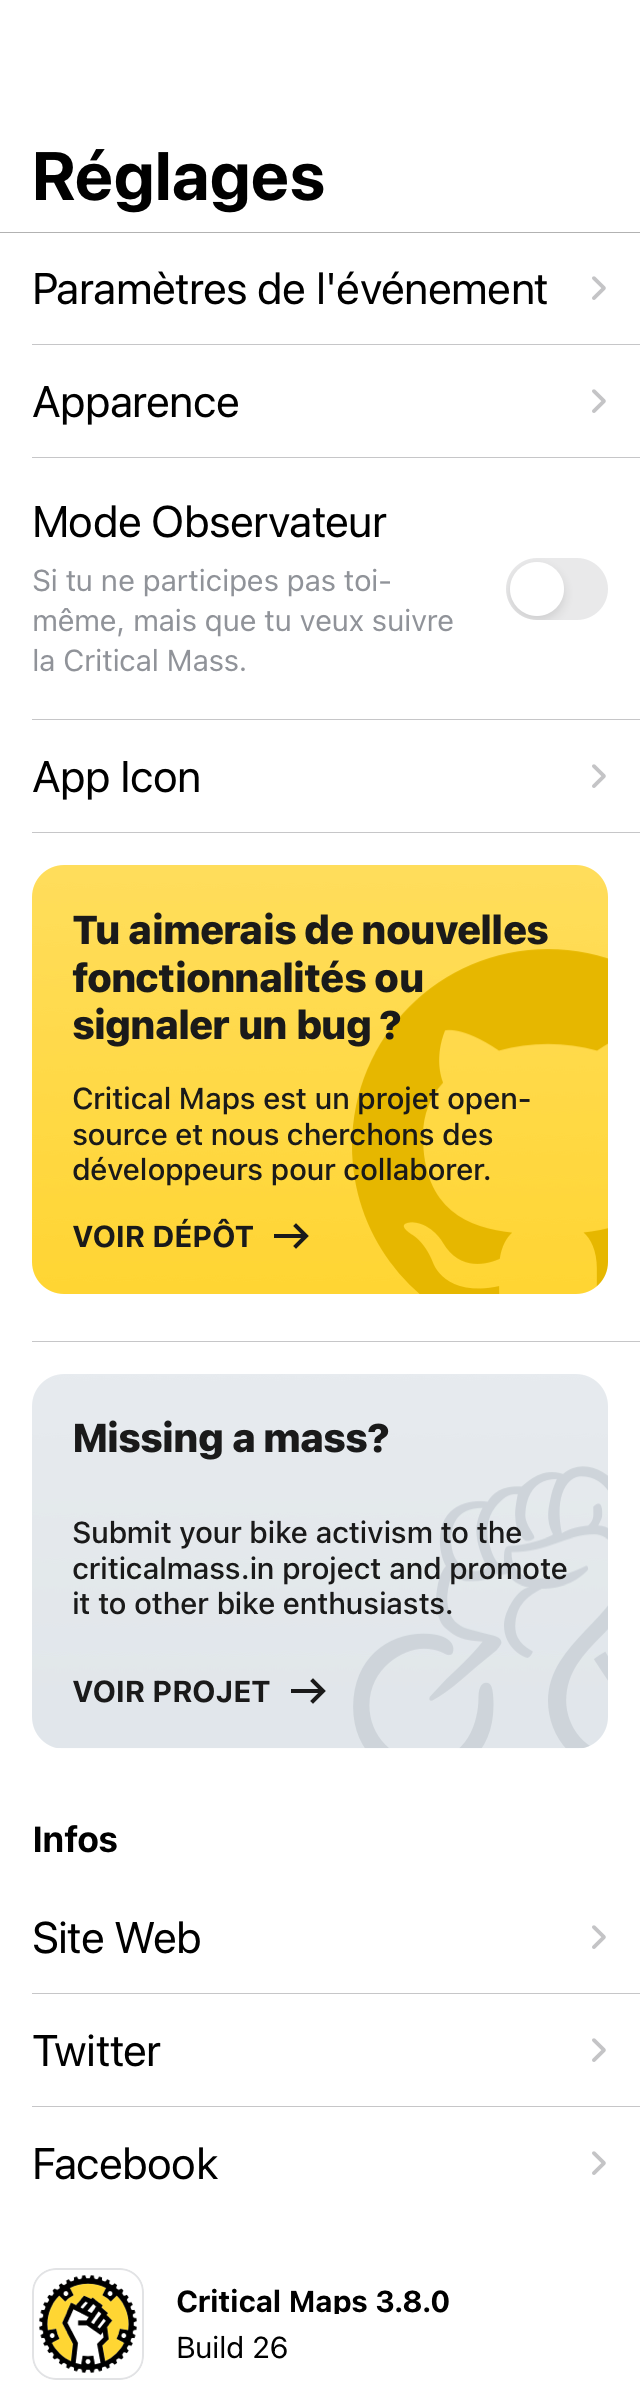 Réglages
Paramètres de l'événement
Apparence
Mode Observateur
Si tu ne participes pas toi-
même, mais que tu veux suivre
la Critical Mass.
App Icon
Tu aimerais de nouvelles
fonctionnalités ou
signaler un bug ?
Critical Maps est un projet open-
source et nous cherchons des
développeurs pour collaborer.
VOIR DÉPÔT
Missing a mass?
Submit your bike activism to the
criticalmass.in project and promote
it to other bike enthusiasts.
VOIR PROJET
Infos
Site Web
Twitter
Facebook
Critical Maps 3.8.0
Build 26